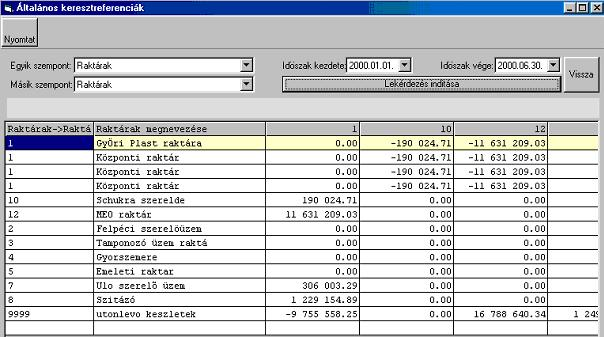 Általános keresztreferenciák
Nyomtat
Egyik szempont: Raktárak Időszak kezdete: 2000.01.01. Időszak vége: 2000.06.30. Vissza
Másik szempont: Raktárak Lekérdezés indítása
Raktárak->Raktá Raktárak megnevezése 1 10 12
1 GyŐri Plast raktára 0.00 -190 024.71 -11 631 209.03
1 Központi raktár 0.00 -190 024.71 -11 631 209.03
1 Központi raktár 0.00 -190 024.71 -11 631 209.03
1 Központi raktár 0.00 -190 024.71 -11 631 209.03
10 Schukra szerelde 190 024.71 0.00 0.00
12 MEO raktár 11 631 209.03 0.00 0.00
2 Felpéci szerelőüzem 0.00 0.00 0.00
3 Tamponozó üzem raktá 0.00 0.00 0.00
4 Gyorszemere 0.00 0.00 0.00
5 Emeleti raktar 0.00 0.00 0.00
7 Ulo szerelő üzem 306 003.29 0.00 0.00
8 Szitázó 1 229 154.89 0.00 0.00
9999 utonlevo keszletek -9 755 558.25 0.00 16 788 640.34 1 249